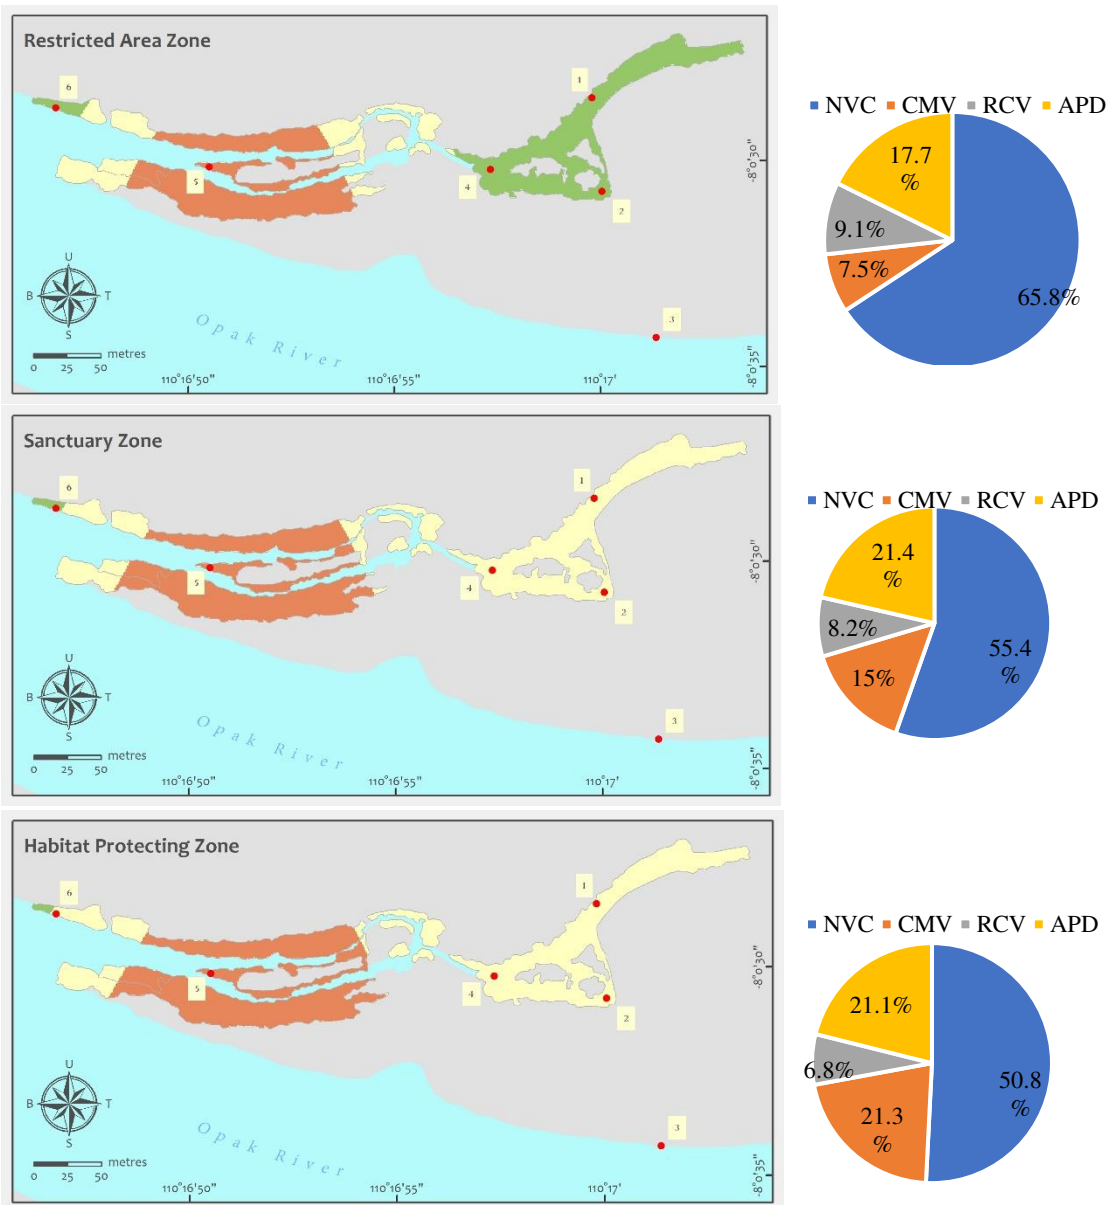 Restricted Area Zone
6
1
5
4
2
3
U
B
T
S
metres
0 25 50
Opak River
110°16'50"
110°16'55"
110°17'
-8°0'30"
-8°0'35"
NVC CMV RCV APD
17.7
%
9.1%
7.5%
65.8%
Sanctuary Zone
6
1
5
4
2
3
U
B
T
S
metres
0 25 50
Opak River
110°16'50"
110°16'55"
110°17'
-8°0'30"
-8°0'35"
NVC CMV RCV APD
21.4
%
8.2%
15%
55.4
%
Habitat Protecting Zone
6
1
5
4
2
3
U
B
T
S
metres
0 25 50
Opak River
110°16'50"
110°16'55"
110°17'
-8°0'30"
-8°0'35"
NVC CMV RCV APD
21.1%
6.8%
21.3
%
50.8
%